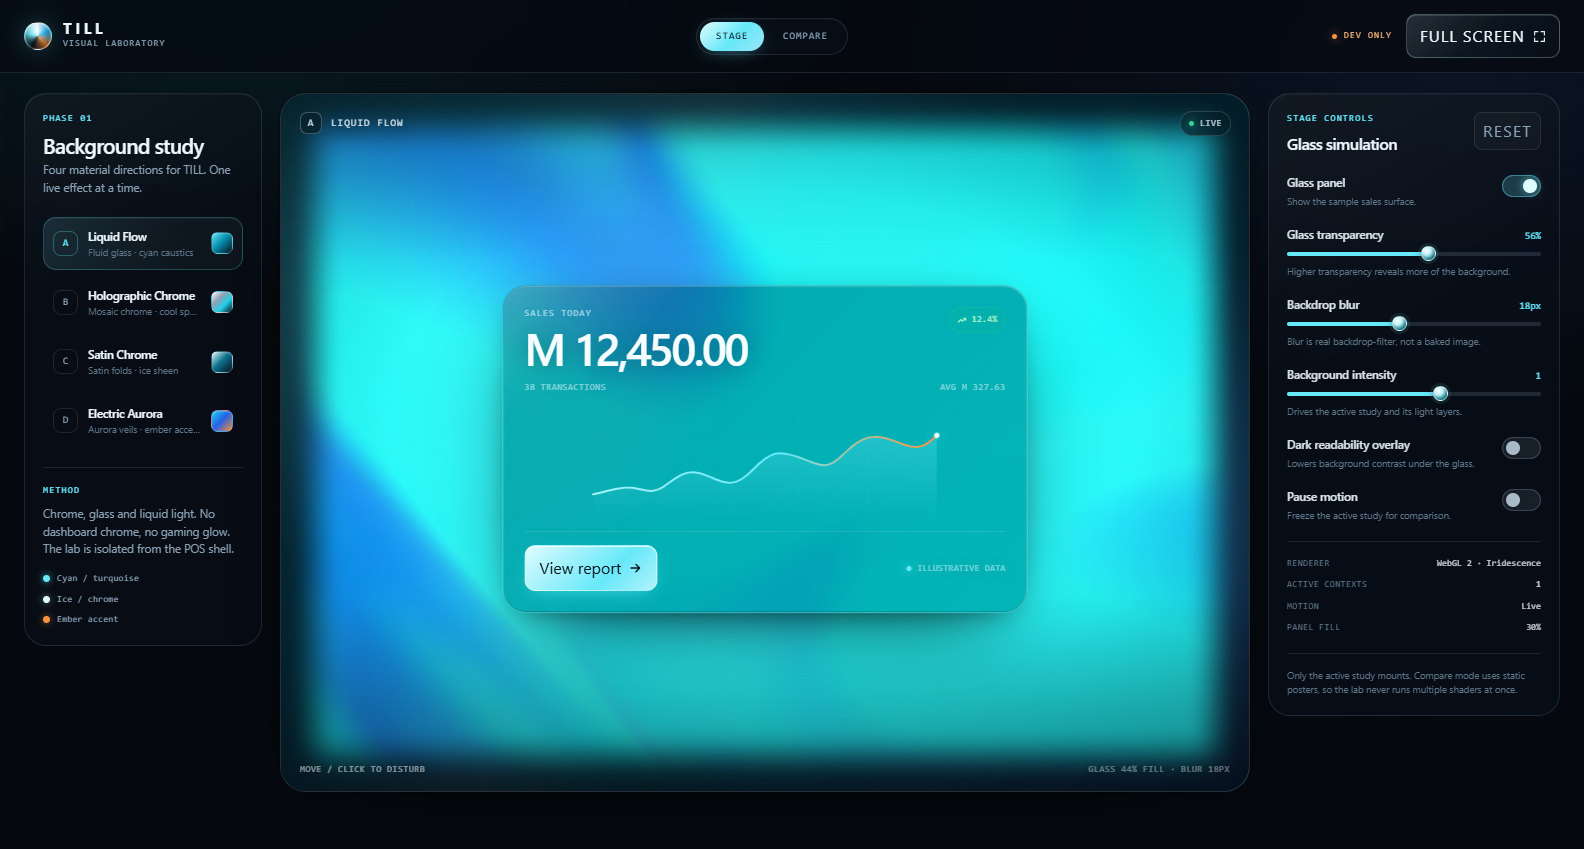 TILL
VISUAL LABORATORY
STAGE
COMPARE
DEV ONLY
FULL SCREEN
PHASE 01
Background study
Four material directions for TILL. One
live effect at a time.
A
Liquid Flow
Fluid glass · cyan caustics
B
Holographic Chrome
Mosaic chrome · cool sp...
C
Satin Chrome
Satin folds · ice sheen
D
Electric Aurora
Aurora veils · ember acce...
METHOD
Chrome, glass and liquid light. No
dashboard chrome, no gaming glow.
The lab is isolated from the POS shell.
Cyan / turquoise
Ice / chrome
Ember accent
A
LIQUID FLOW
LIVE
SALES TODAY
12.4%
M 12,450.00
38 TRANSACTIONS
AVG M 327.63
View report →
ILLUSTRATIVE DATA
MOVE / CLICK TO DISTURB
GLASS 44% FILL · BLUR 18PX
STAGE CONTROLS
Glass simulation
RESET
Glass panel
Show the sample sales surface.
Glass transparency
56%
Higher transparency reveals more of the background.
Backdrop blur
18px
Blur is real backdrop-filter, not a baked image.
Background intensity
1
Drives the active study and its light layers.
Dark readability overlay
Lowers background contrast under the glass.
Pause motion
Freeze the active study for comparison.
RENDERER
WebGL 2 · Iridescence
ACTIVE CONTEXTS
1
MOTION
Live
PANEL FILL
30%
Only the active study mounts. Compare mode uses static
posters, so the lab never runs multiple shaders at once.